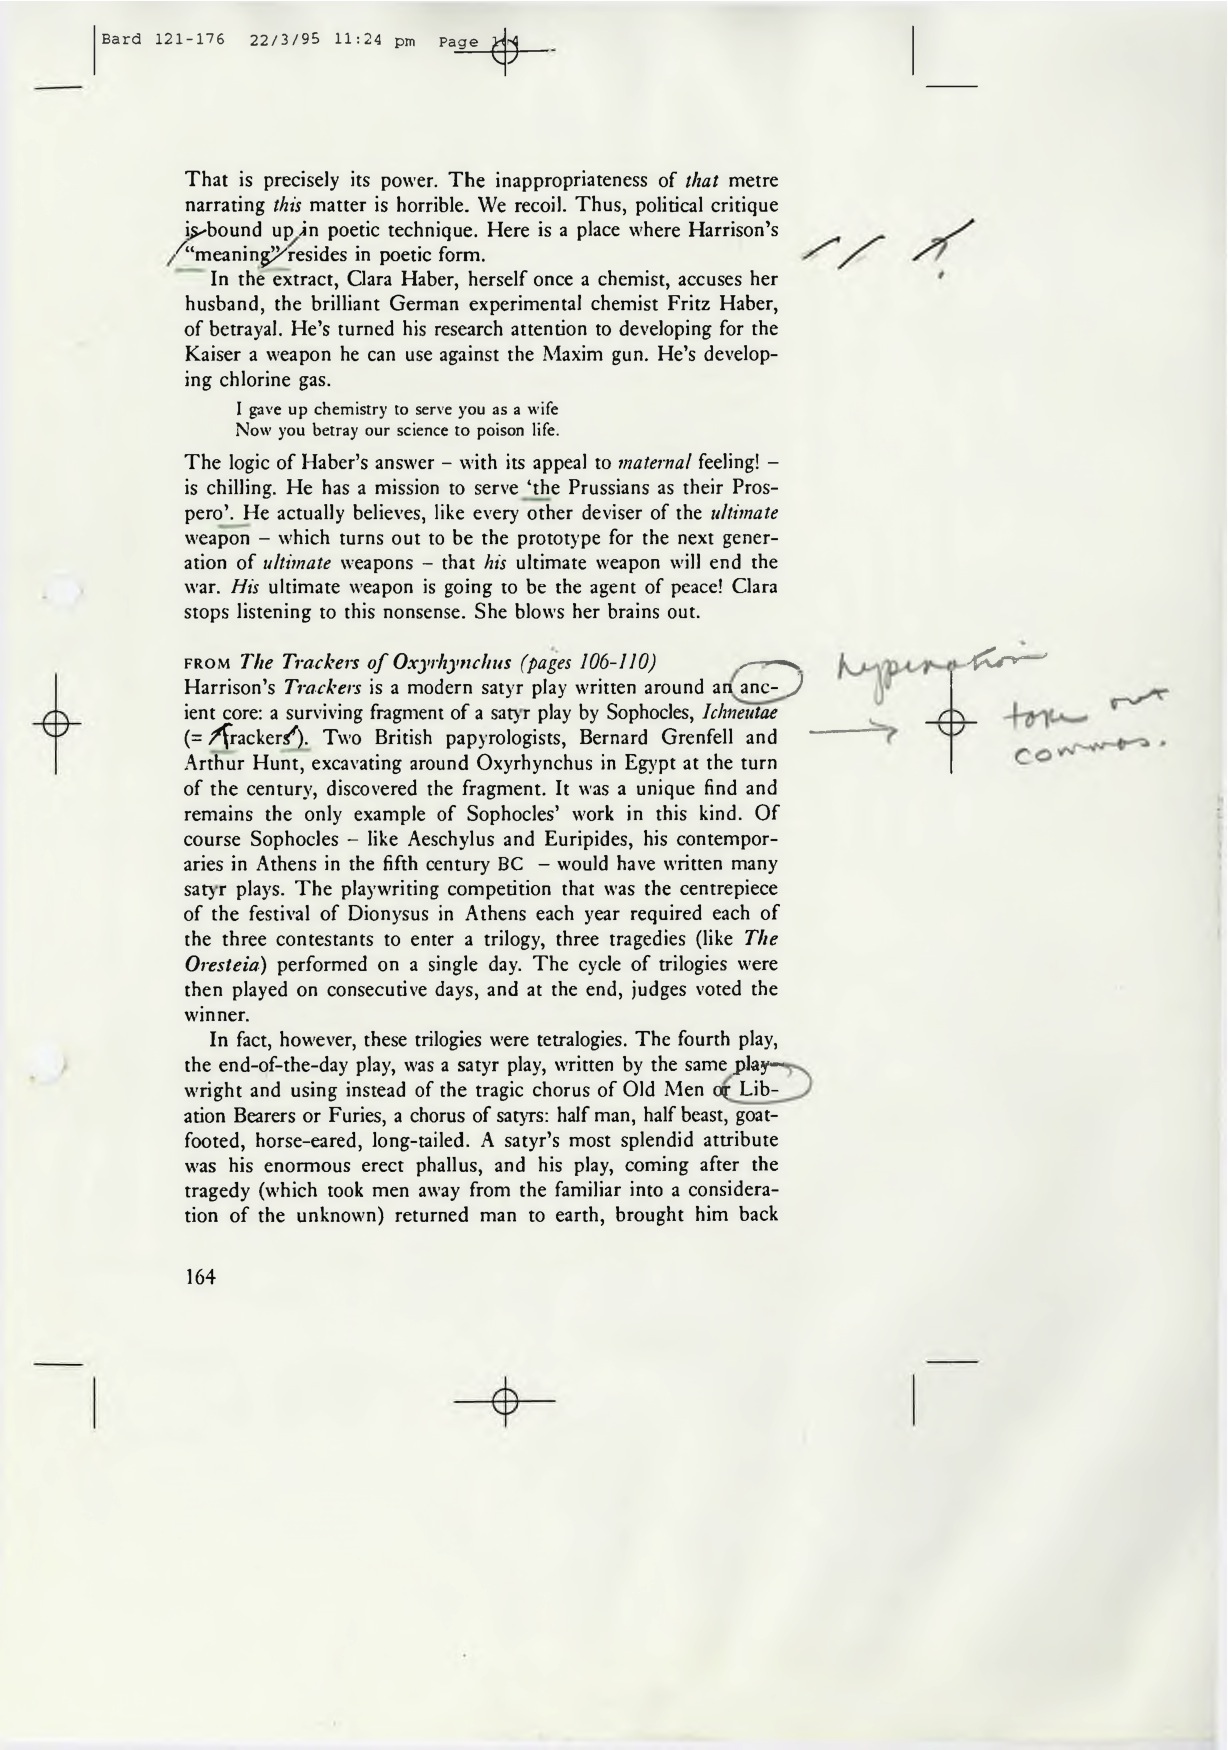 Bard 121-176 22/3/95 11:24 pm Page
That is precisely its power. The inappropriateness of that metre
narrating this matter is horrible. We recoil. Thus, political critique
is bound up in poetic technique. Here is a place where Harrison's
“meaning” resides in poetic form.
In the extract, Clara Haber, herself once a chemist, accuses her
husband, the brilliant German experimental chemist Fritz Haber,
of betrayal. He's turned his research attention to developing for the
Kaiser a weapon he can use against the Maxim gun. He's develop-
ing chlorine gas.
I gave up chemistry to serve you as a wife
Now you betray our science to poison life.
The logic of Haber's answer – with its appeal to maternal feeling! –
is chilling. He has a mission to serve ‘the Prussians as their Pros-
pero’. He actually believes, like every other deviser of the ultimate
weapon – which turns out to be the prototype for the next gener-
ation of ultimate weapons – that his ultimate weapon will end the
war. His ultimate weapon is going to be the agent of peace! Clara
stops listening to this nonsense. She blows her brains out.
FROM The Trackers of Oxyrhynchus (pages 106-110)
hyphenation
Harrison's Trackers is a modern satyr play written around an anc-
ient core: a surviving fragment of a satyr play by Sophocles, Ichneutae
take out
(= Trackers). Two British papyrologists, Bernard Grenfell and
commas.
Arthur Hunt, excavating around Oxyrhynchus in Egypt at the turn
of the century, discovered the fragment. It was a unique find and
remains the only example of Sophocles' work in this kind. Of
course Sophocles – like Aeschylus and Euripides, his contempor-
aries in Athens in the fifth century BC – would have written many
satyr plays. The playwriting competition that was the centrepiece
of the festival of Dionysus in Athens each year required each of
the three contestants to enter a trilogy, three tragedies (like The
Oresteia) performed on a single day. The cycle of trilogies were
then played on consecutive days, and at the end, judges voted the
winner.
In fact, however, these trilogies were tetralogies. The fourth play,
the end-of-the-day play, was a satyr play, written by the same play-
wright and using instead of the tragic chorus of Old Men or Lib-
ation Bearers or Furies, a chorus of satyrs: half man, half beast, goat-
footed, horse-eared, long-tailed. A satyr's most splendid attribute
was his enormous erect phallus, and his play, coming after the
tragedy (which took men away from the familiar into a considera-
tion of the unknown) returned man to earth, brought him back
164